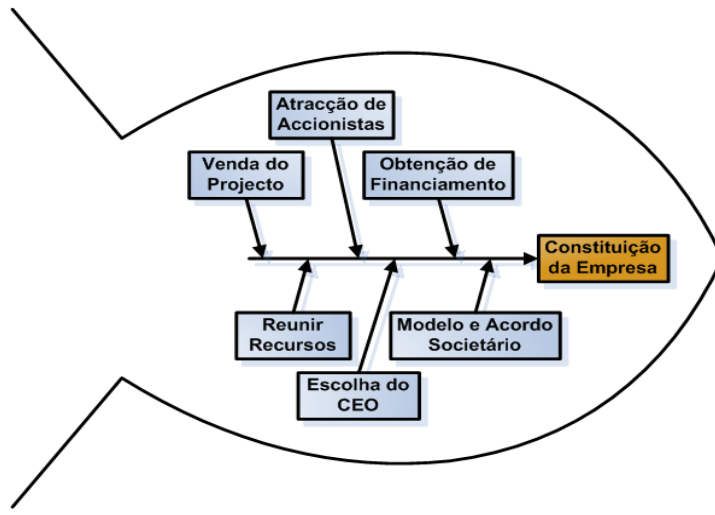 Atracção de
Accionistas
Venda do
Projecto
Obtenção de
Financiamento
Constituição
da Empresa
Reunir
Recursos
Modelo e Acordo
Societário
Escolha do
CEO